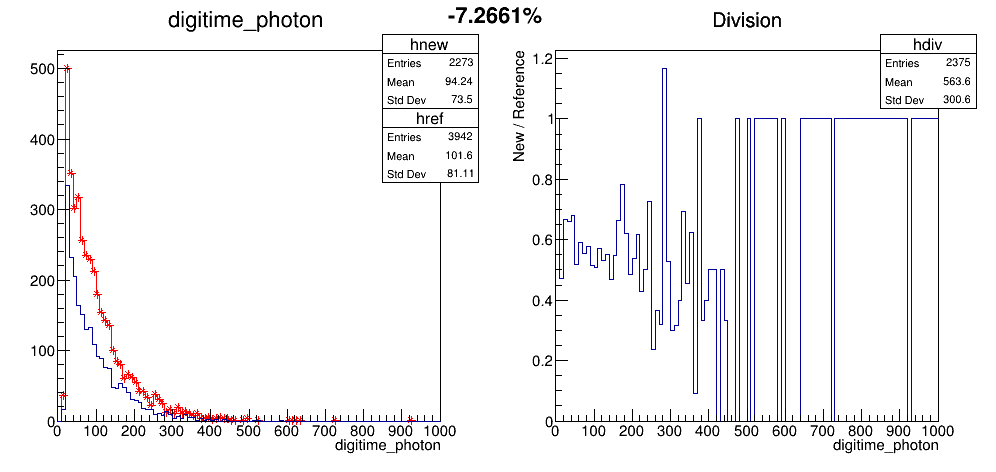 -7.2661%
digitime_photon
hnew
Entries 2273
Mean 94.24
Std Dev 73.5
href
Entries 3942
Mean 101.6
Std Dev 81.11
500
400
300
200
100
0
0 100 200 300 400 500 600 700 800 900 1000
digitime_photon
Division
hdiv
Entries 2375
Mean 563.6
Std Dev 300.6
New / Reference
1.2
1
0.8
0.6
0.4
0.2
0
0 100 200 300 400 500 600 700 800 900 1000
digitime_photon